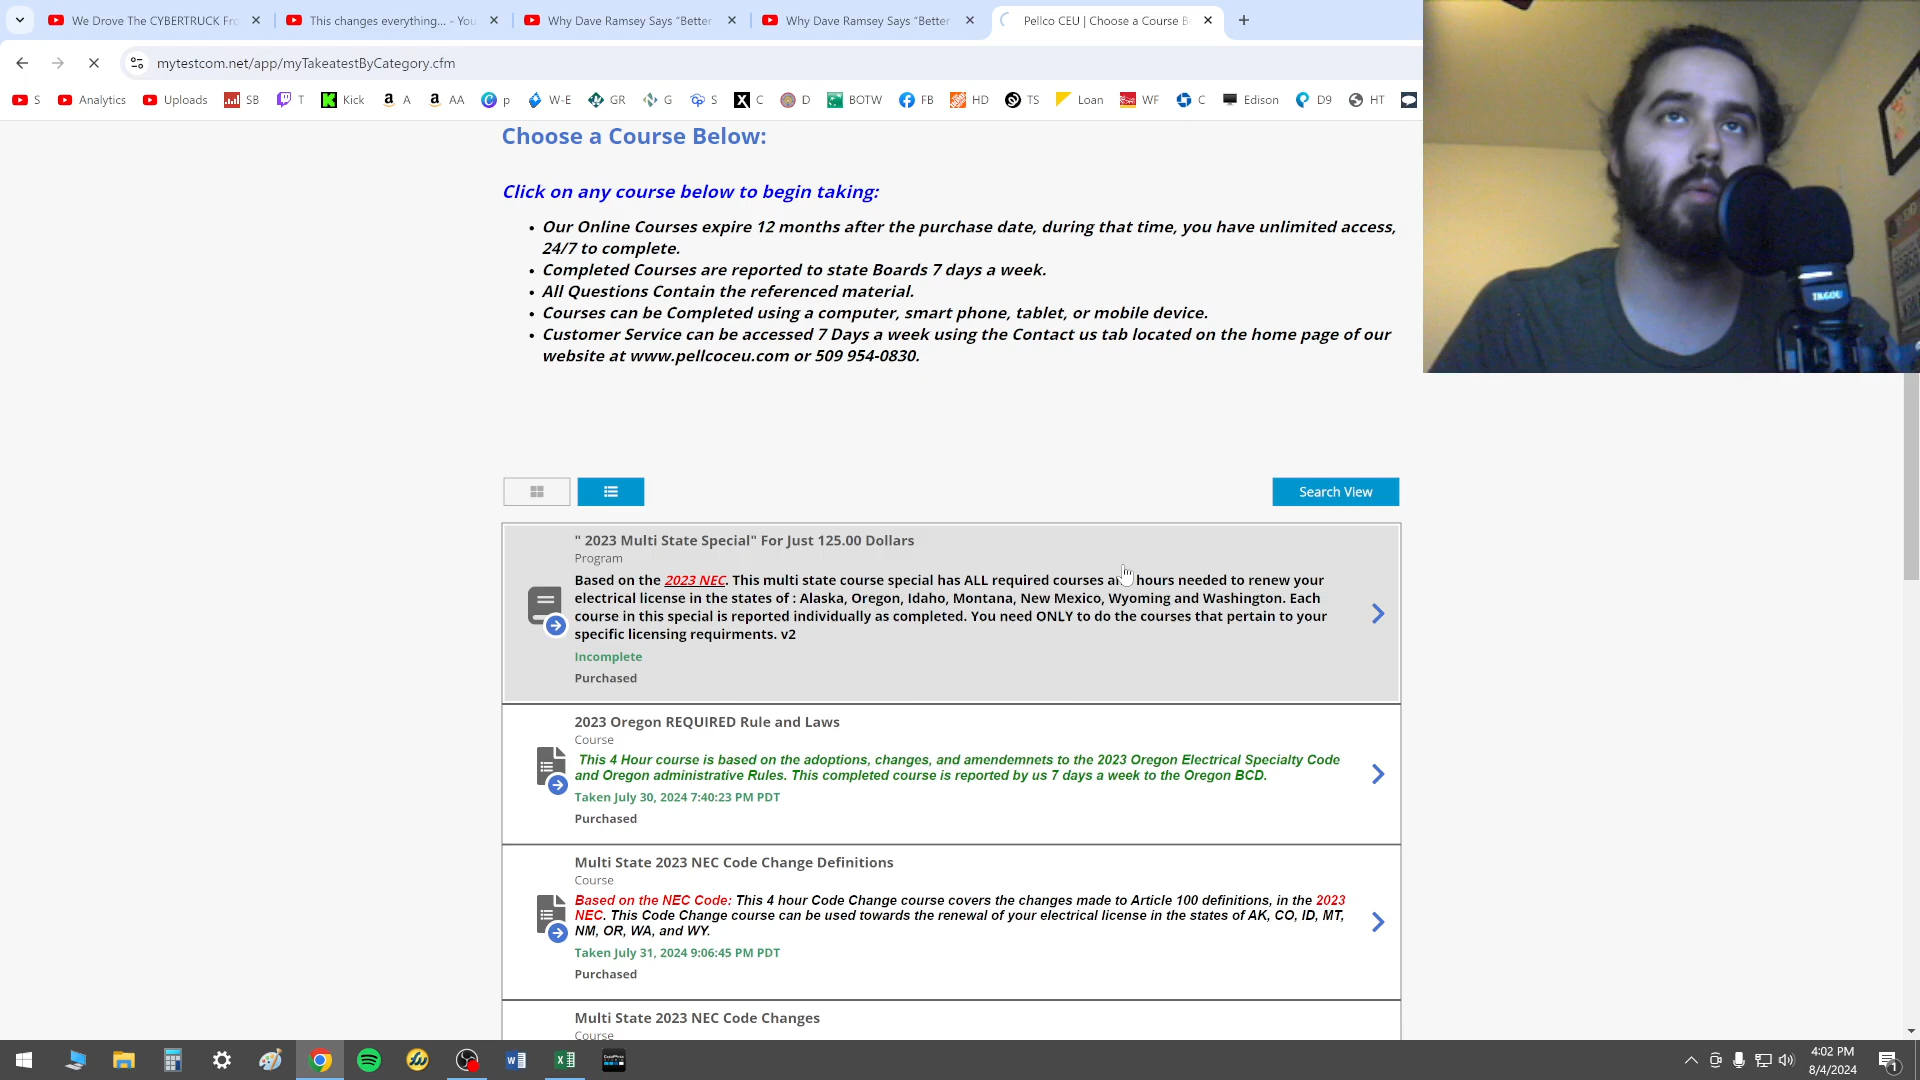 We Drove The CYBERTRUCK Fro
This changes everything... - You
Why Dave Ramsey Says "Better
Why Dave Ramsey Says "Better
Pellco CEU | Choose a Course B
mytestcom.net/app/myTakeatestByCategory.cfm
S Analytics Uploads SB T Kick A AA p W-E GR G S C D BOTW FB HD TS Loan WF C Edison D9 HT
Choose a Course Below:
Click on any course below to begin taking:
• Our Online Courses expire 12 months after the purchase date, during that time, you have unlimited access,
24/7 to complete.
• Completed Courses are reported to state Boards 7 days a week.
• All Questions Contain the referenced material.
• Courses can be Completed using a computer, smart phone, tablet, or mobile device.
• Customer Service can be accessed 7 Days a week using the Contact us tab located on the home page of our
website at www.pellcoceu.com or 509 954-0830.
Search View
" 2023 Multi State Special" For Just 125.00 Dollars
Program
Based on the 2023 NEC. This multi state course special has ALL required courses an hours needed to renew your
electrical license in the states of : Alaska, Oregon, Idaho, Montana, New Mexico, Wyoming and Washington. Each
course in this special is reported individually as completed. You need ONLY to do the courses that pertain to your
specific licensing requirments. v2
Incomplete
Purchased
2023 Oregon REQUIRED Rule and Laws
Course
This 4 Hour course is based on the adoptions, changes, and amendemnets to the 2023 Oregon Electrical Specialty Code
and Oregon administrative Rules. This completed course is reported by us 7 days a week to the Oregon BCD.
Taken July 30, 2024 7:40:23 PM PDT
Purchased
Multi State 2023 NEC Code Change Definitions
Course
Based on the NEC Code: This 4 hour Code Change course covers the changes made to Article 100 definitions, in the 2023
NEC. This Code Change course can be used towards the renewal of your electrical license in the states of AK, CO, ID, MT,
NM, OR, WA, and WY.
Taken July 31, 2024 9:06:45 PM PDT
Purchased
Multi State 2023 NEC Code Changes
Course
4:02 PM
8/4/2024
1